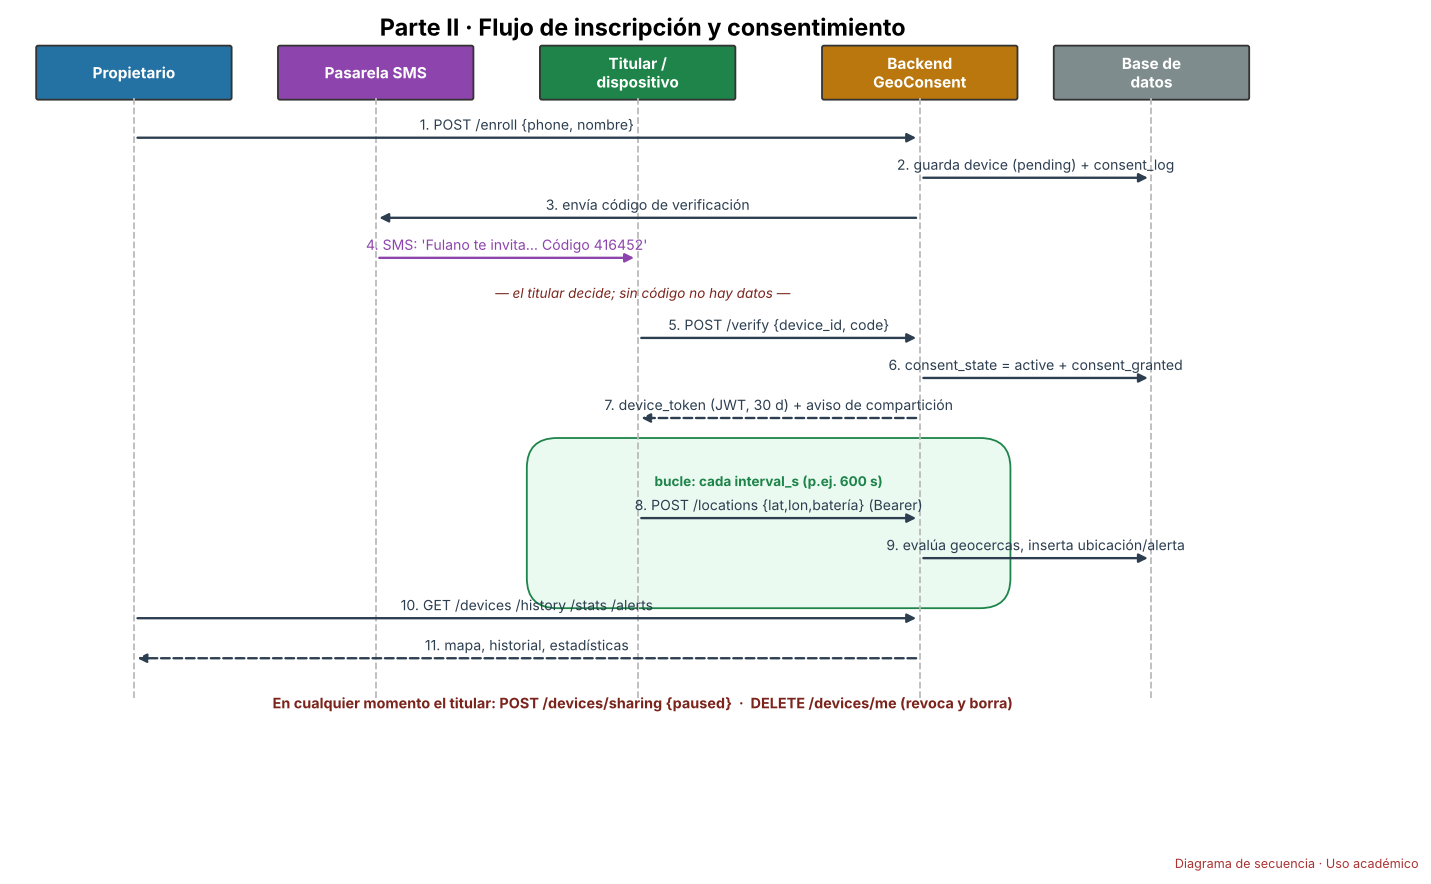 Parte II · Flujo de inscripción y consentimiento
Propietario
Pasarela SMS
Titular /
dispositivo
Backend
GeoConsent
Base de
datos
1. POST /enroll {phone, nombre}
2. guarda device (pending) + consent_log
3. envía código de verificación
4. SMS: 'Fulano te invita... Código 416452'
— el titular decide; sin código no hay datos —
5. POST /verify {device_id, code}
6. consent_state = active + consent_granted
7. device_token (JWT, 30 d) + aviso de compartición
bucle: cada interval_s (p.ej. 600 s)
8. POST /locations {lat,lon,batería} (Bearer)
9. evalúa geocercas, inserta ubicación/alerta
10. GET /devices /history /stats /alerts
11. mapa, historial, estadísticas
En cualquier momento el titular: POST /devices/sharing {paused} · DELETE /devices/me (revoca y borra)
Diagrama de secuencia · Uso académico